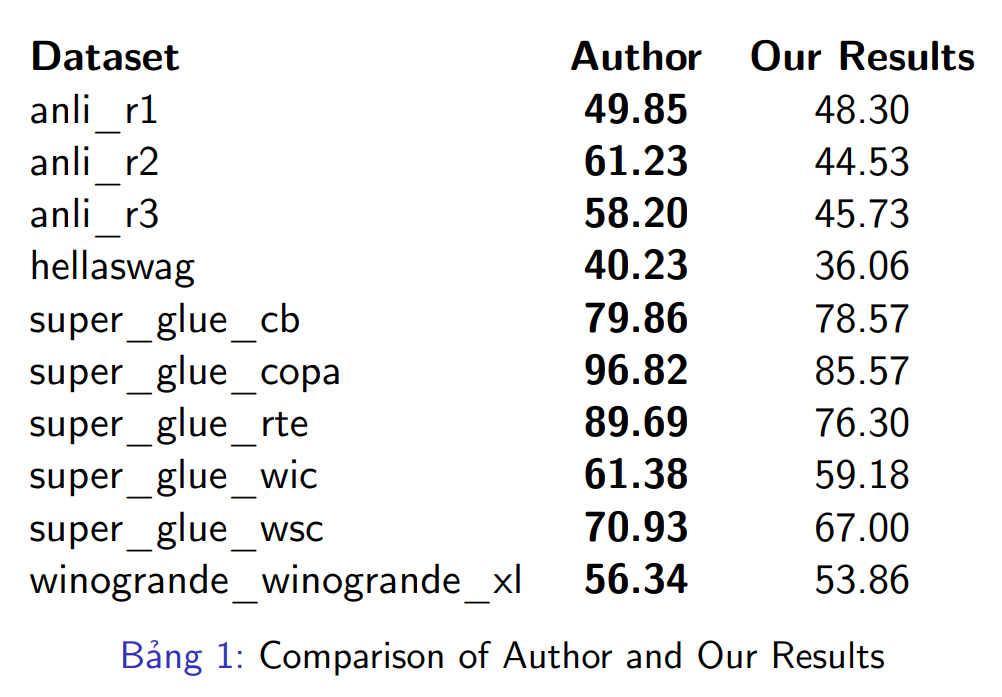 Dataset Author Our Results
anli_r1 49.85 48.30
anli_r2 61.23 44.53
anli_r3 58.20 45.73
hellaswag 40.23 36.06
super_glue_cb 79.86 78.57
super_glue_copa 96.82 85.57
super_glue_rte 89.69 76.30
super_glue_wic 61.38 59.18
super_glue_wsc 70.93 67.00
winogrande_winogrande_xl 56.34 53.86
Bảng 1: Comparison of Author and Our Results